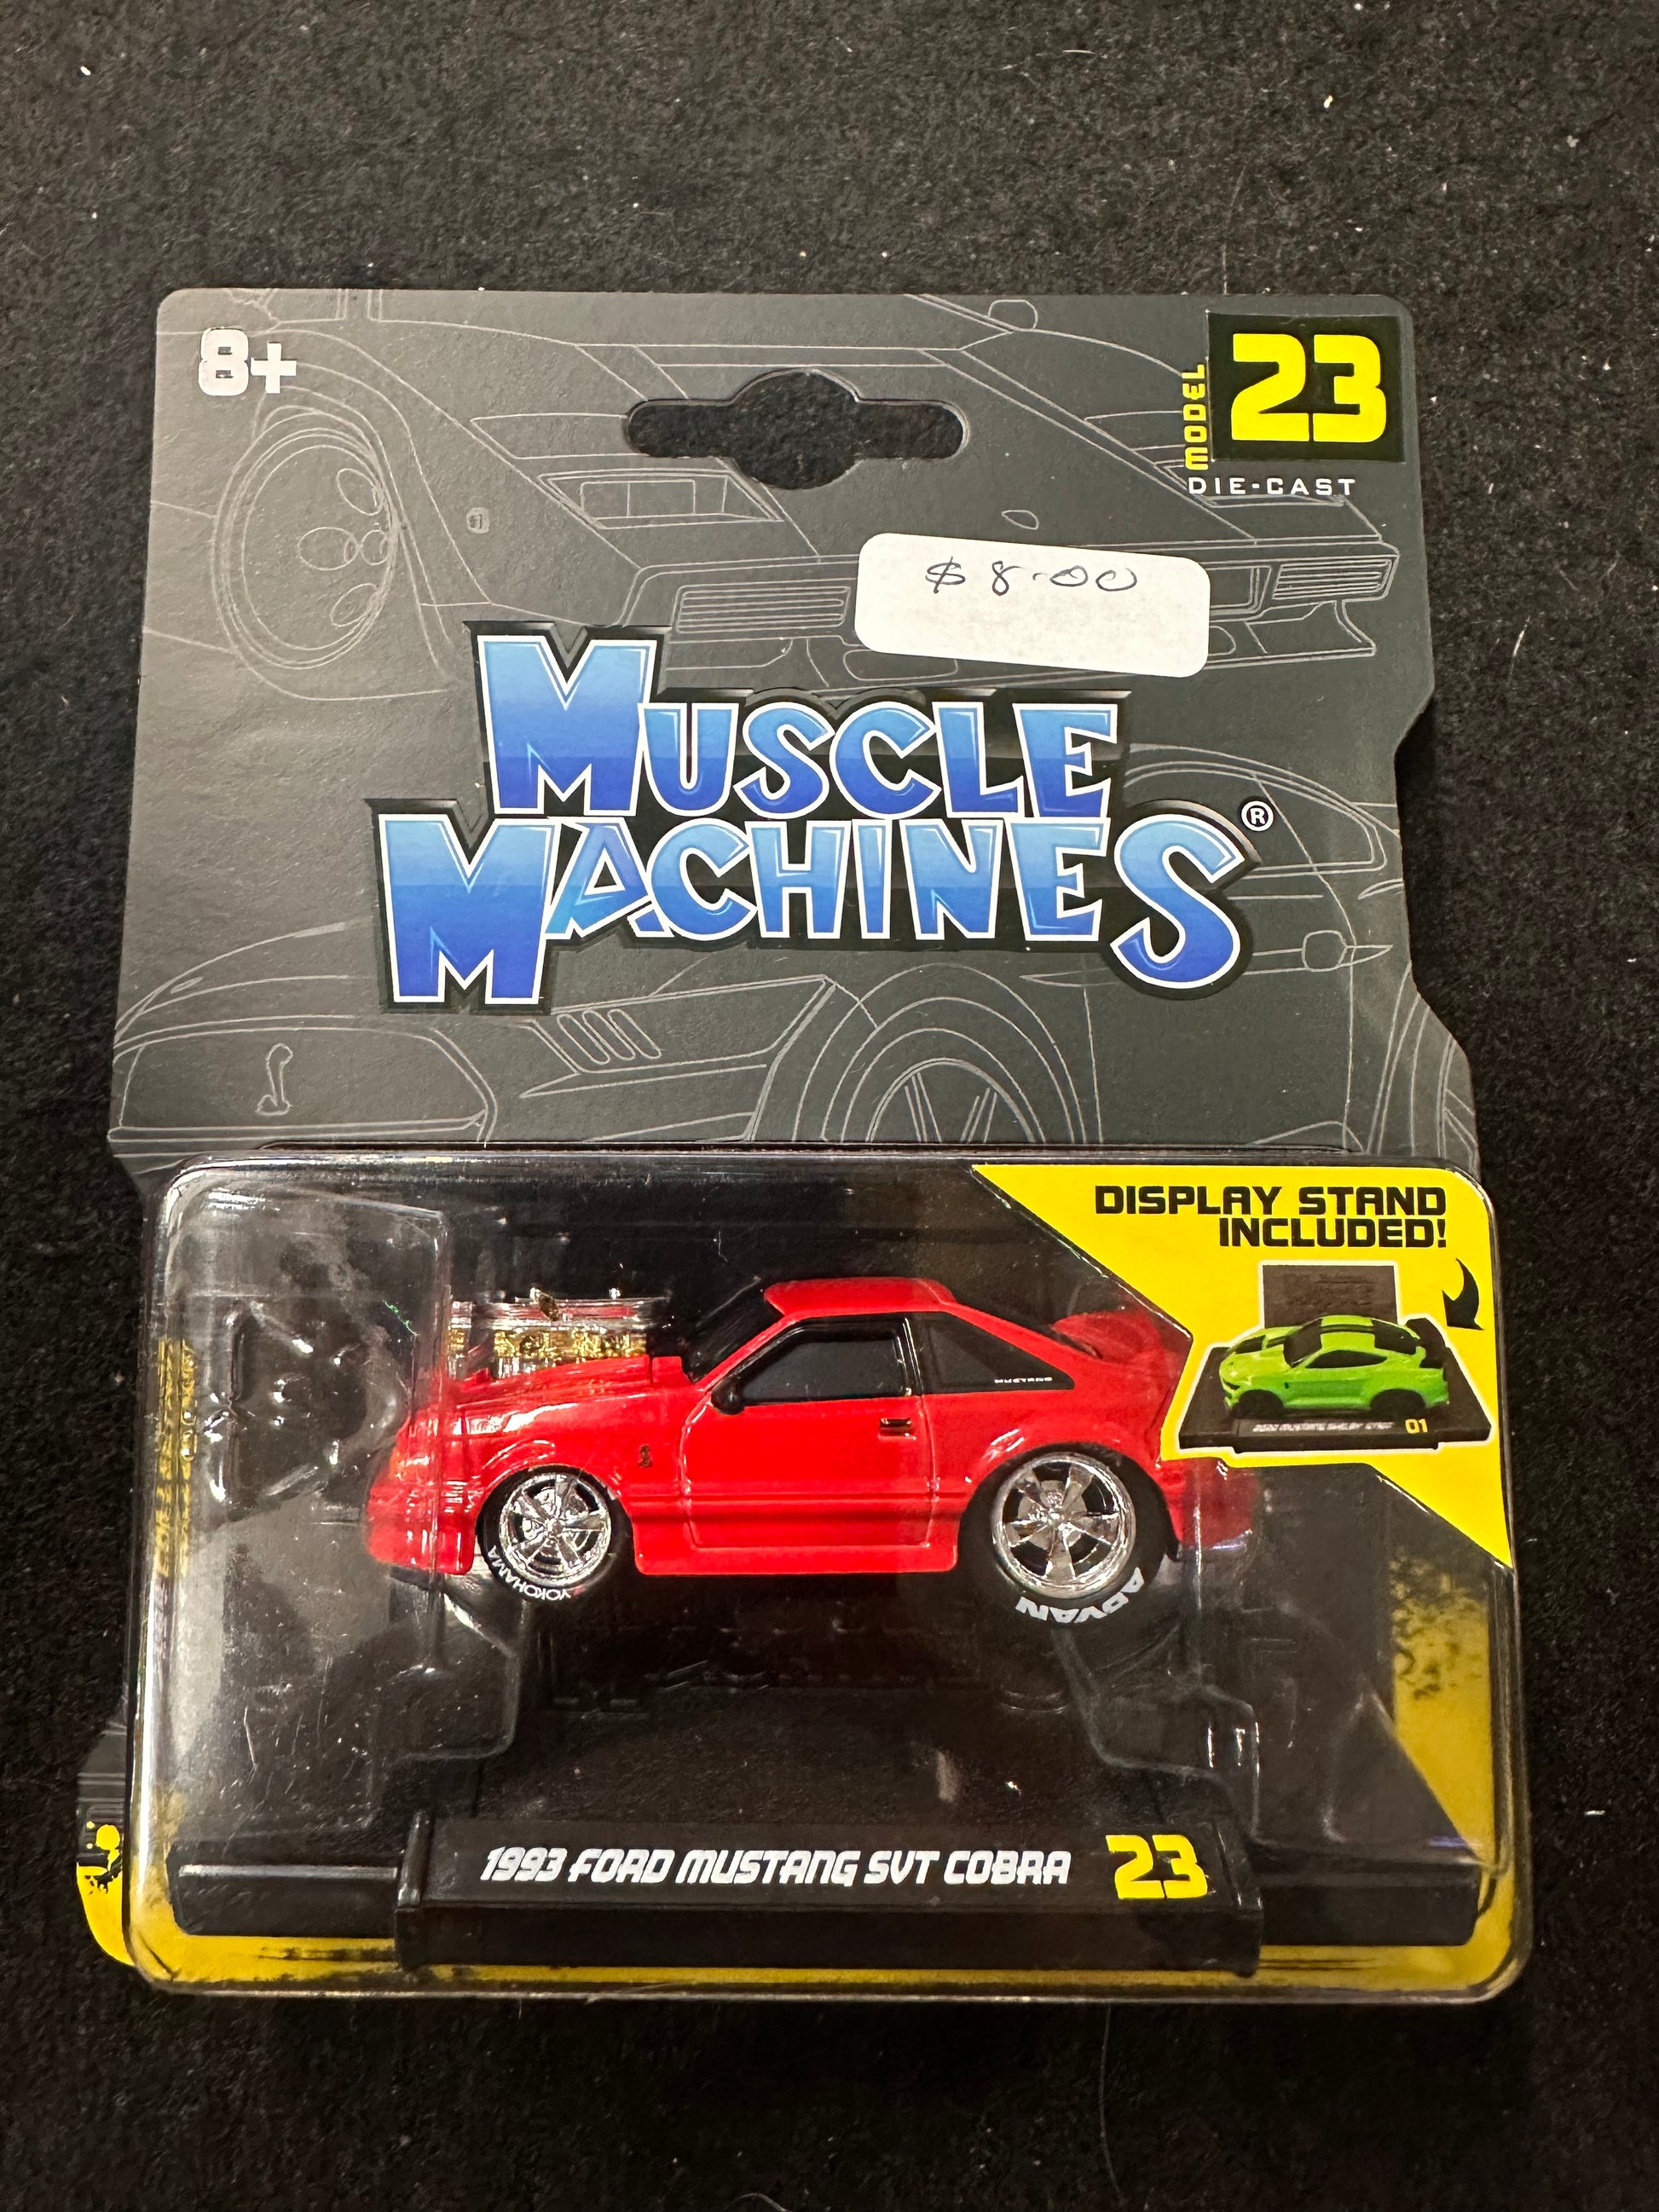 8+
MODEL
23
DIE-CAST
$8.00
MUSCLE
MACHINES®
DISPLAY STAND
INCLUDED!
01
MUSTANG
YOKOHAMA
ADVAN
1993 FORD MUSTANG SVT COBRA 23